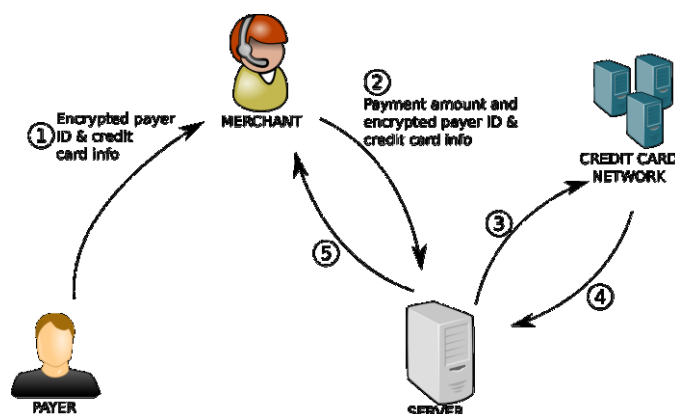 ① Encrypted payer
ID & credit
card info
MERCHANT
②
Payment amount and
encrypted payer ID &
credit card info
CREDIT CARD
NETWORK
③
④
⑤
PAYER
SERVER